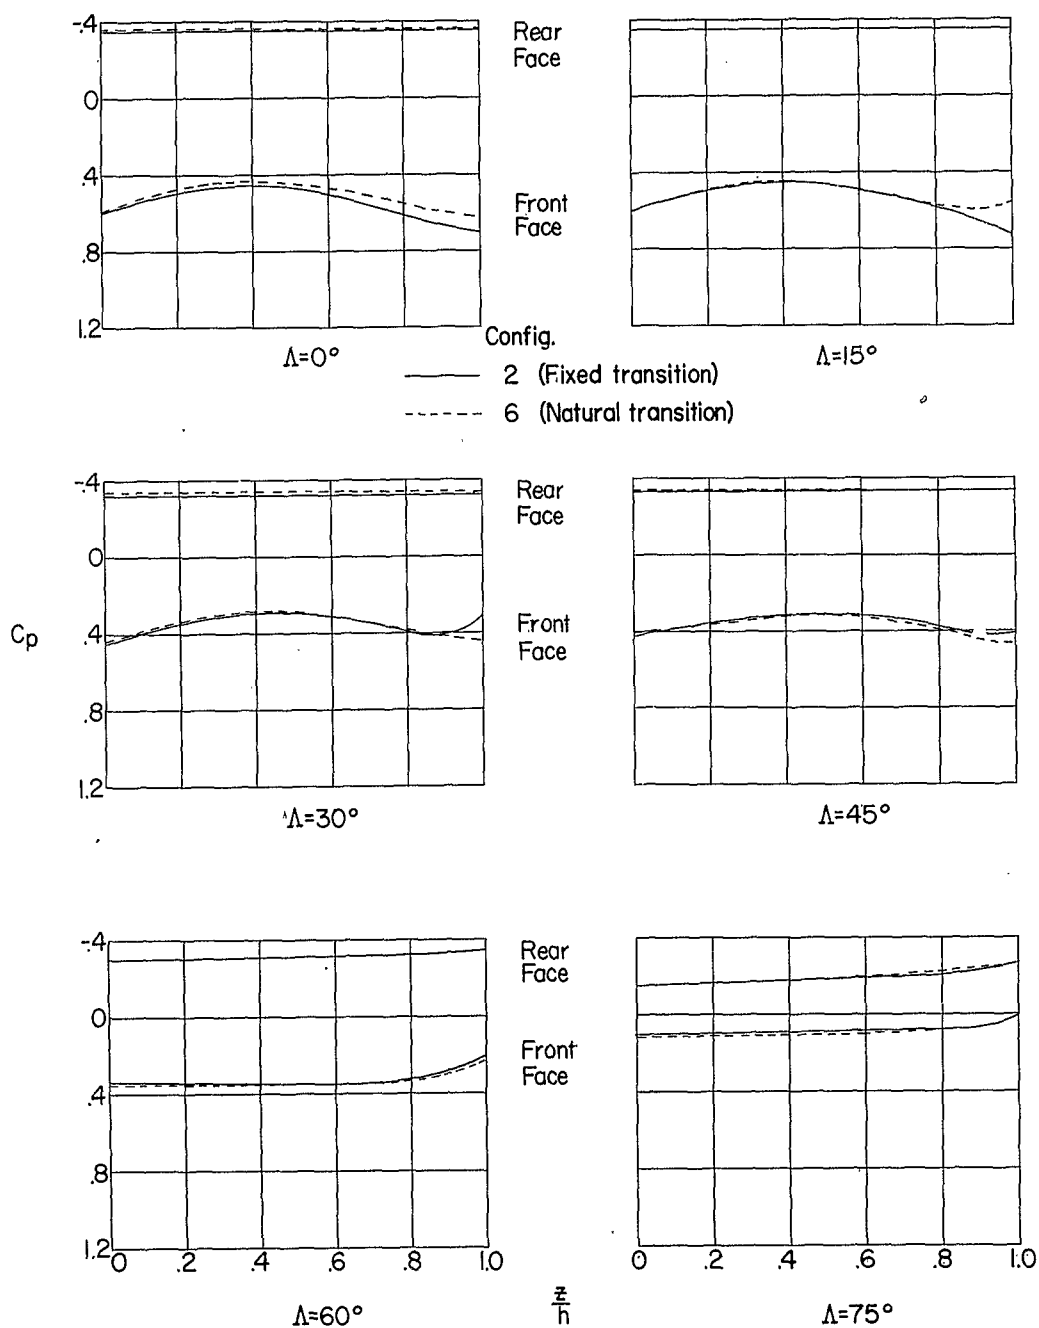 -.4
0
.4
.8
1.2
Rear
Face
Front
Face
Λ=0°
Λ=15°
Config.
2 (Fixed transition)
6 (Natural transition)
-.4
0
.4
.8
1.2
Cp
Rear
Face
Front
Face
Λ=30°
Λ=45°
-.4
0
.4
.8
1.2
Rear
Face
Front
Face
0 .2 .4 .6 .8 1.0
0 .2 .4 .6 .8 1.0
z
h
Λ=60°
Λ=75°